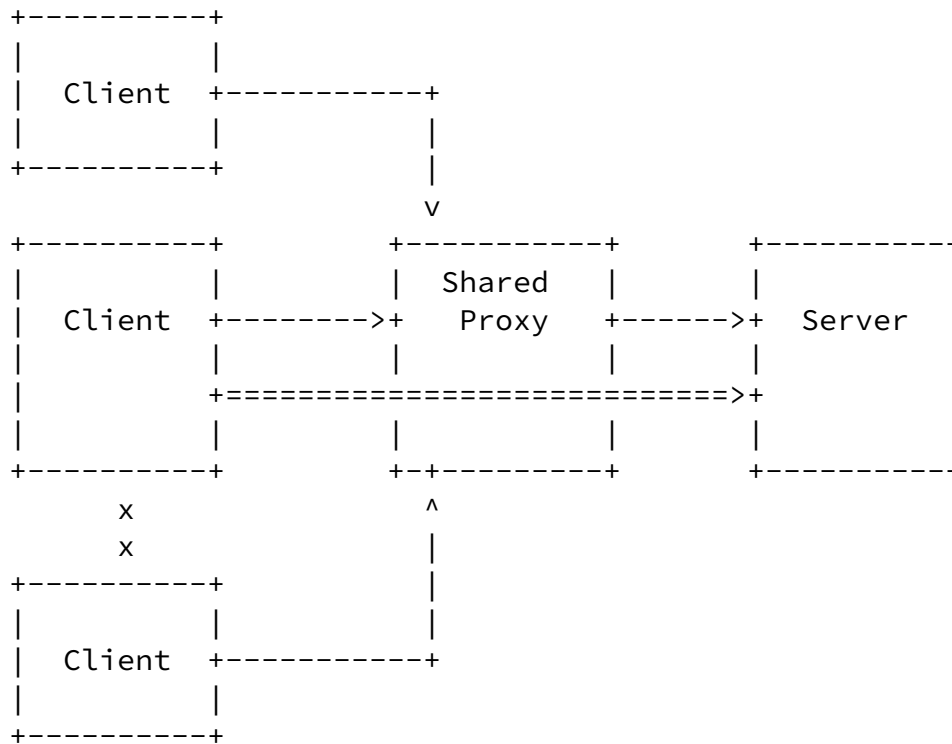 +----------+
|          |
|  Client  +-----------+
|          |           |
+----------+           |
                       v
+----------+         +-----------+       +-----------
|          |         |  Shared   |       |
|  Client  +-------->+   Proxy   +------>+  Server
|          |         |           |       |
|          +============================>+
|          |         |           |       |
+----------+         +-+---------+       +-----------
      x                ^
      x                |
+----------+           |
|          |           |
|  Client  +-----------+
|          |
+----------+